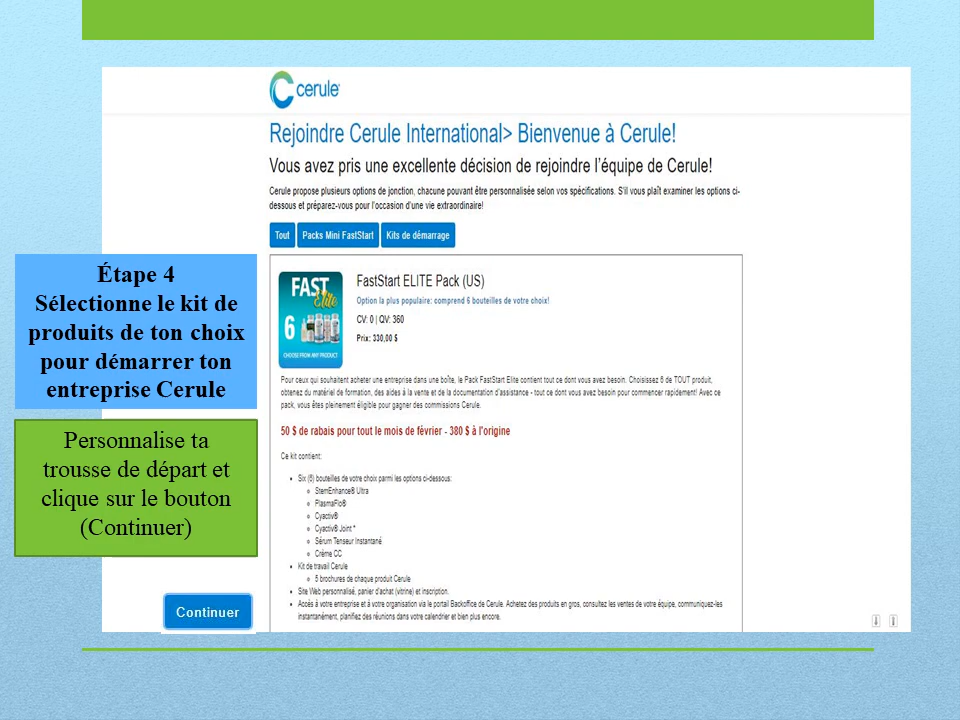 cerule
Rejoindre Cerule International> Bienvenue à Cerule!
Vous avez pris une excellente décision de rejoindre l'équipe de Cerule!
Cerule propose plusieurs options de jonction, chacune pouvant être personnalisée selon vos spécifications. S'il vous plaît examiner les options ci-
dessous et préparez-vous pour l'occasion d'une vie extraordinaire!
Tout
Packs Mini FastStart
Kits de démarrage
Étape 4
Sélectionne le kit de
produits de ton choix
pour démarrer ton
entreprise Cerule
Personnalise ta
trousse de départ et
clique sur le bouton
(Continuer)
Continuer
FAST
Elite
6
CHOOSE FROM ANY PRODUCT
FastStart ELITE Pack (US)
Option la plus populaire: comprend 6 bouteilles de votre choix!
CV: 0 | QV: 360
Prix: 330,00 $
Pour ceux qui souhaitent acheter une entreprise dans une boîte, le Pack FastStart Elite contient tout ce dont vous avez besoin. Choisissez 6 de TOUT produit,
obtenez du matériel de formation, des aides à la vente et de la documentation d'assistance - tout ce dont vous avez besoin pour commencer rapidement! Avec ce
pack, vous êtes pleinement éligible pour gagner des commissions Cerule.
50 $ de rabais pour tout le mois de février - 380 $ à l'origine
Ce kit contient:
Six (6) bouteilles de votre choix parmi les options ci-dessous:
StemEnhance® Ultra
PlasmaFlo®
Cyactiv®
Cyactiv® Joint *
Sérum Tenseur Instantané
Crème CC
Kit de travail Cerule
5 brochures de chaque produit Cerule
Site Web personnalisé, panier d'achat (vitrine) et inscription.
Accès à votre entreprise et à votre organisation via le portail Backoffice de Cerule. Achetez des produits en gros, consultez les ventes de votre équipe, communiquez-les
instantanément, planifiez des réunions dans votre calendrier et bien plus encore.